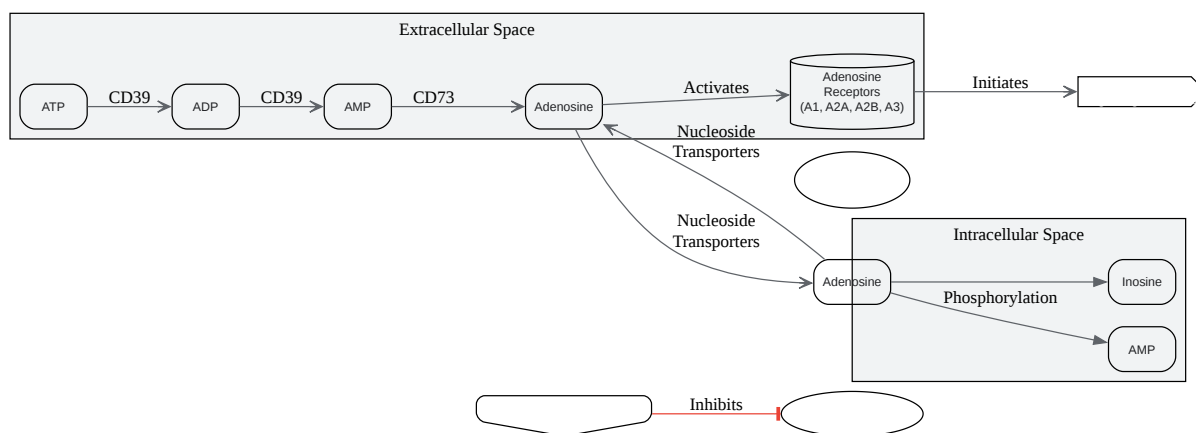 Extracellular Space
ATP
CD39
ADP
CD39
AMP
CD73
Adenosine
Activates
Adenosine
Receptors
(A1, A2A, A2B, A3)
Initiates
Nucleoside
Transporters
Nucleoside
Transporters
Intracellular Space
Adenosine
Inosine
Phosphorylation
AMP
Inhibits